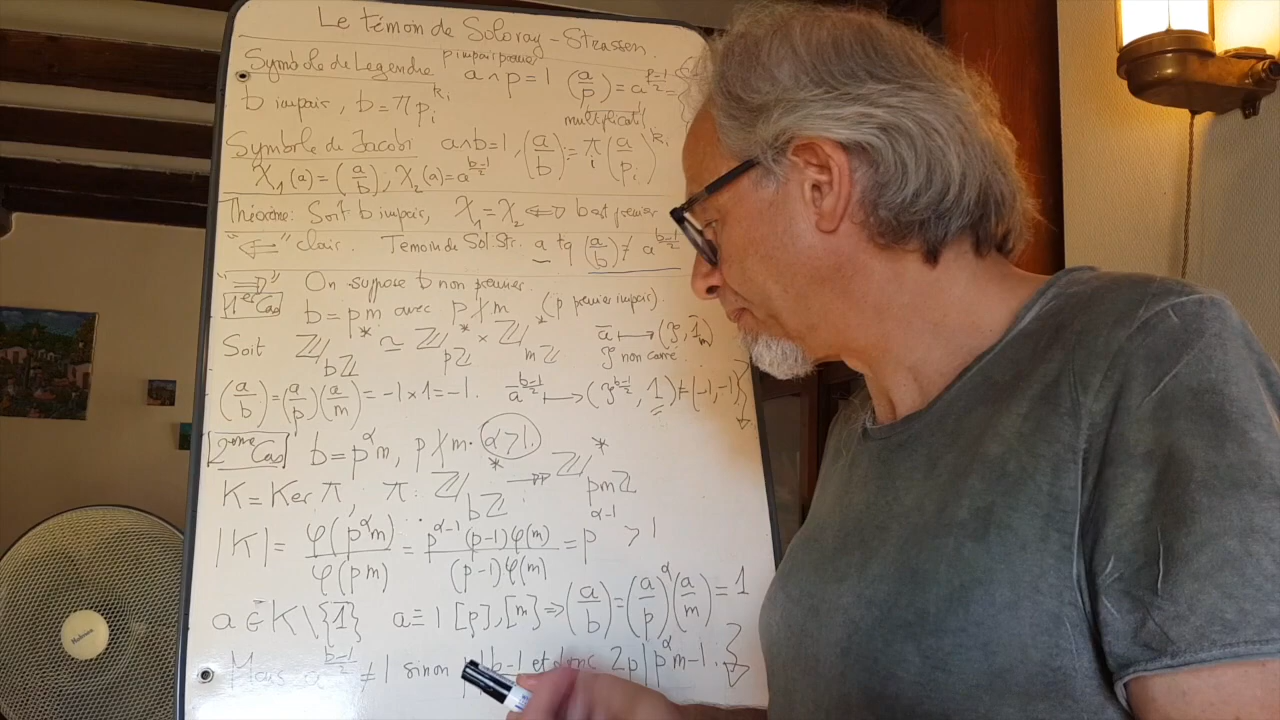 Le témoin de Solovay-Strassen
p impair premier
Symbole de Legendre a ∧ p = 1 (a/p) = a^{(p-1)/2} =
b impair, b = π p_i^{k_i} multiplicatif
Symbole de Jacobi a∧b=1, (a/b) := π_i (a/p_i)^{k_i}
χ_1(a) = (a/b); χ_2(a) = a^{(b-1)/2}
Théorème: Soit b impair, χ_1 = χ_2 ⇔ b est premier
"⇐" clair. Temoin de Sol. Str. a tq (a/b) ≠ a^{(b-1)/2}
"⇒" On suppose b non premier.
1er Cas b = pm avec p ∤ m (p premier impair).
Soit ℤ/bℤ^* ≃ ℤ/pℤ^* × ℤ/mℤ^* ā ⟼ (ʒ, 1̄_m)
ʒ non carré.
(a/b) = (a/p)(a/m) = -1 × 1 = -1. ā^{(b-1)/2} ⟼ (ʒ^{(b-1)/2}, 1) ≠ (-1,-1)
2ème Cas b = p^α m, p ∤ m. α > 1.
K = Ker π, π: ℤ/bℤ^* ↠ ℤ/pmℤ^*
|K| = φ(p^α m)/φ(pm) = p^{α-1}(p-1)φ(m)/(p-1)φ(m) = p^{α-1} > 1
a ∈ K\{1} a ≡ 1 [p], [m] ⇒ (a/b) = (a/p)^α (a/m) = 1
Mais a^{(b-1)/2} ≠ 1 sinon b-1 et donc 2p | p^α m-1.